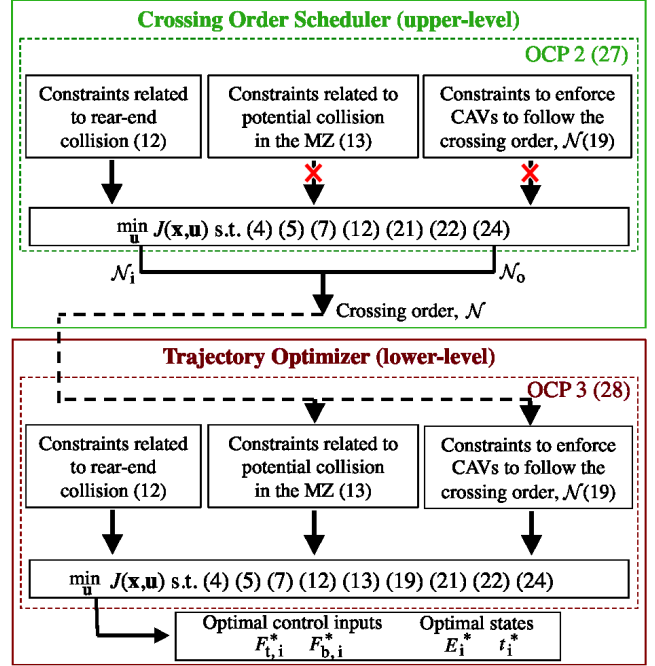 Crossing Order Scheduler (upper-level)
OCP 2 (27)
Constraints related
to rear-end
collision (12)
Constraints related to
potential collision
in the MZ (13)
Constraints to enforce
CAVs to follow the
crossing order, 𝒩(19)
min J(x,u) s.t. (4) (5) (7) (12) (21) (22) (24)
u
𝒩i
𝒩o
Crossing order, 𝒩
Trajectory Optimizer (lower-level)
OCP 3 (28)
Constraints related
to rear-end
collision (12)
Constraints related to
potential collision
in the MZ (13)
Constraints to enforce
CAVs to follow the
crossing order, 𝒩(19)
min J(x,u) s.t. (4) (5) (7) (12) (13) (19) (21) (22) (24)
u
Optimal control inputs
F*t,i F*b,i
Optimal states
E*i t*i